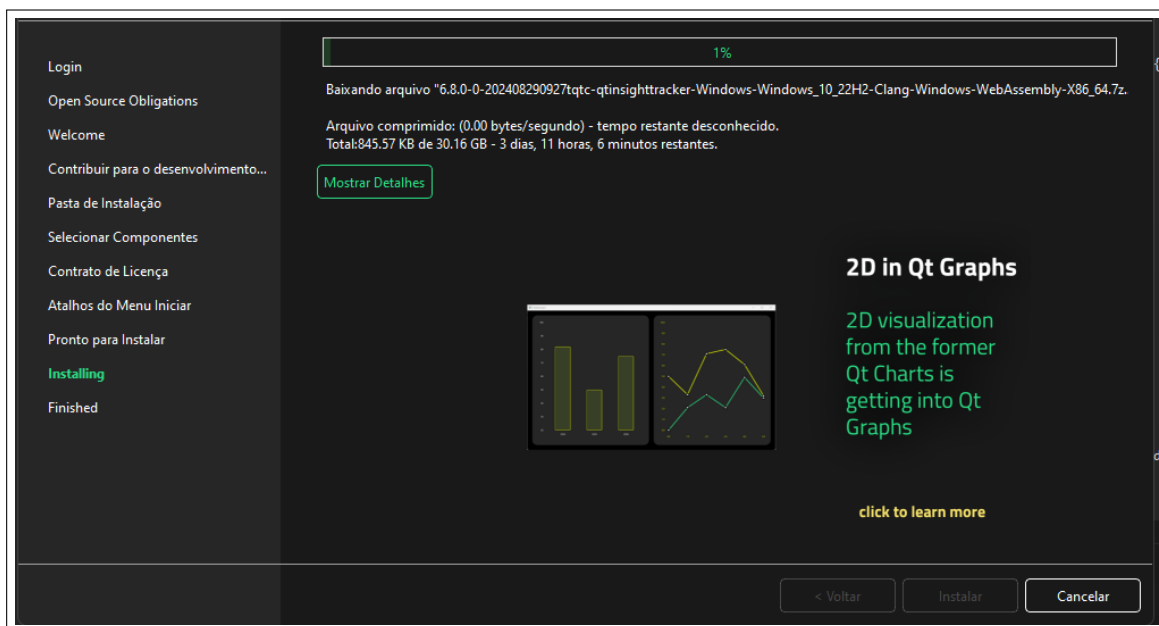 Login
Open Source Obligations
Welcome
Contribuir para o desenvolvimento...
Pasta de Instalação
Selecionar Componentes
Contrato de Licença
Atalhos do Menu Iniciar
Pronto para Instalar
Installing
Finished
1%
Baixando arquivo "6.8.0-0-202408290927tqtc-qtinsighttracker-Windows-Windows_10_22H2-Clang-Windows-WebAssembly-X86_64.7z.
Arquivo comprimido: (0.00 bytes/segundo) - tempo restante desconhecido.
Total:845.57 KB de 30.16 GB - 3 dias, 11 horas, 6 minutos restantes.
Mostrar Detalhes
2D in Qt Graphs
2D visualization
from the former
Qt Charts is
getting into Qt
Graphs
click to learn more
< Voltar
Instalar
Cancelar